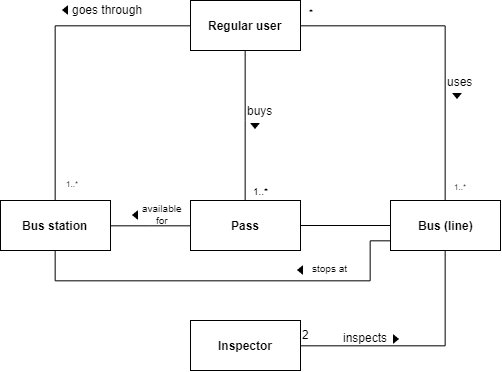 goes through
Regular user
*
uses
buys
1..*
1..*
1..*
available
for
Bus station
Pass
Bus (line)
stops at
2
inspects
Inspector